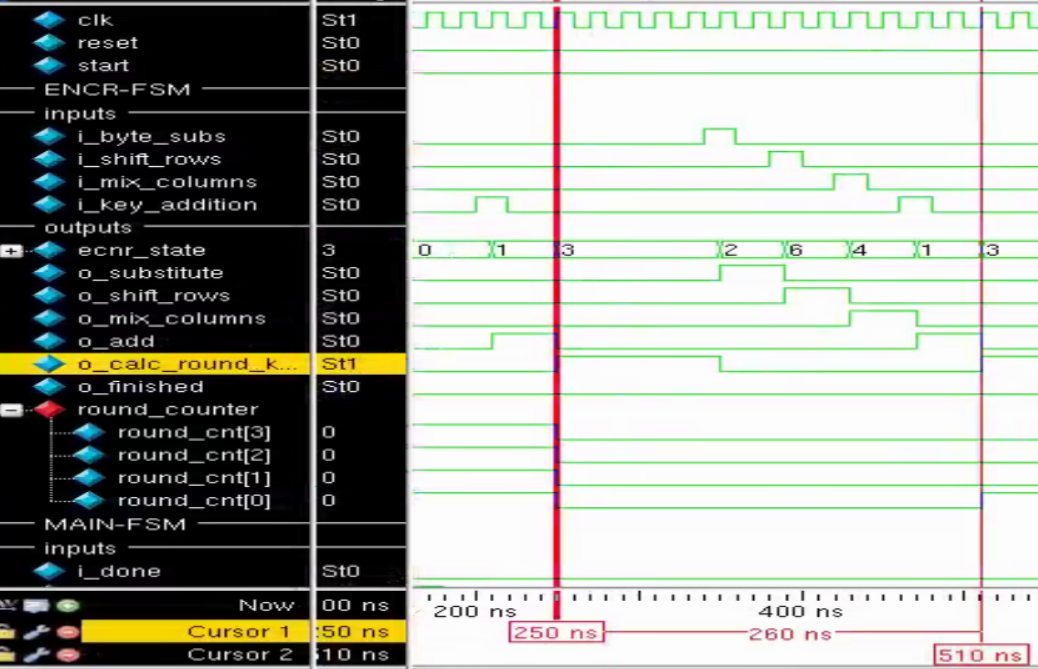 clk St1
reset St0
start St0
ENCR-FSM
inputs
i_byte_subs St0
i_shift_rows St0
i_mix_columns St0
i_key_addition St0
outputs
ecnr_state 3 0 1 3 2 6 4 1 3
o_substitute St0
o_shift_rows St0
o_mix_columns St0
o_add St0
o_calc_round_k... St1
o_finished St0
round_counter
round_cnt[3] 0
round_cnt[2] 0
round_cnt[1] 0
round_cnt[0] 0
MAIN-FSM
inputs
i_done St0
Now 00 ns 200 ns 400 ns
Cursor 1 :50 ns 250 ns 260 ns
Cursor 2 10 ns 510 ns